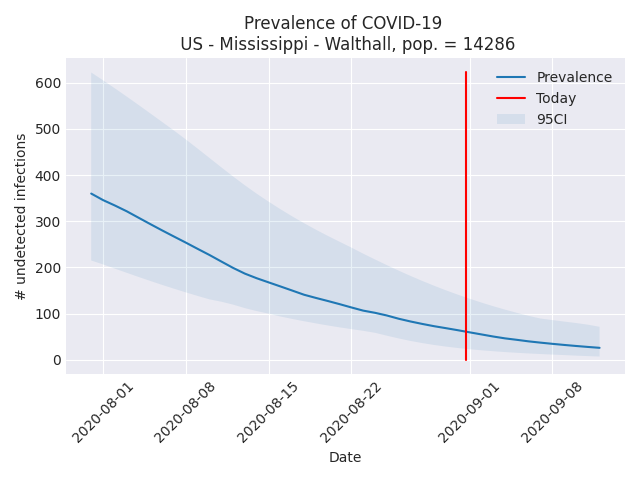 Prevalence of COVID-19
US - Mississippi - Walthall, pop. = 14286
# undetected infections
600
500
400
300
200
100
0
Prevalence
Today
95CI
2020-08-01
2020-08-08
2020-08-15
2020-08-22
2020-09-01
2020-09-08
Date